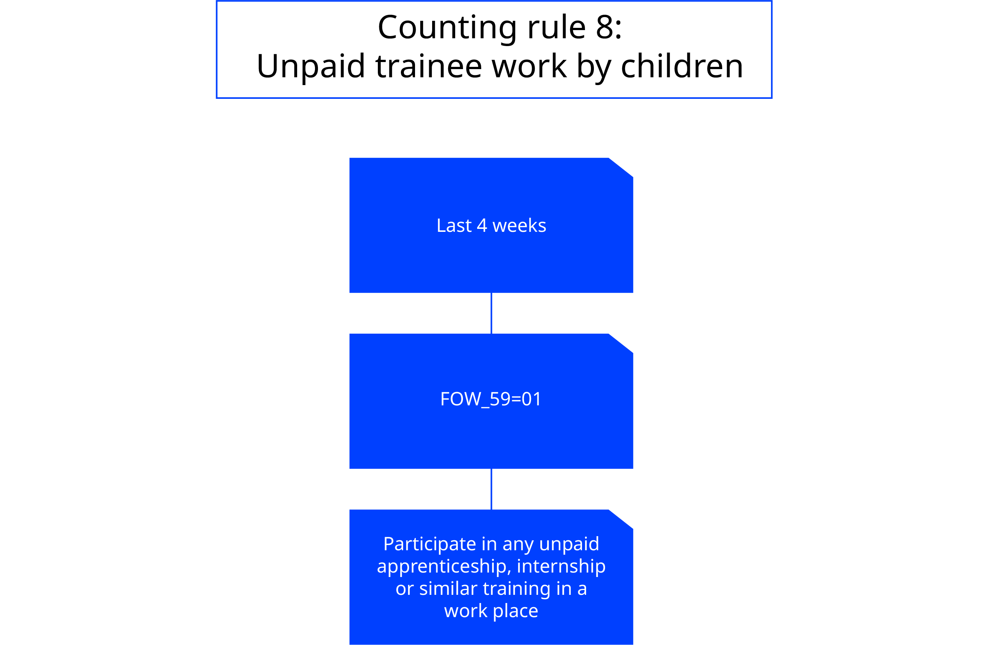 Counting rule 8:
Unpaid trainee work by children
Last 4 weeks
FOW_59=01
Participate in any unpaid
apprenticeship, internship
or similar training in a
work place